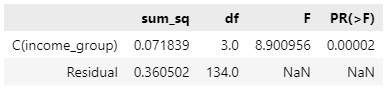 sum_sq df F PR(>F)
C(income_group) 0.071839 3.0 8.900956 0.00002
Residual 0.360502 134.0 NaN NaN